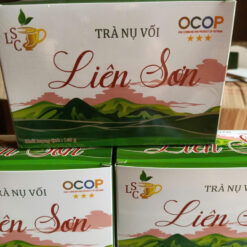 LSC
TRÀ NỤ VỐI
OCOP
Liên Sơn
OCOP
LSC
TRÀ NỤ VỐI
Liên Sơn